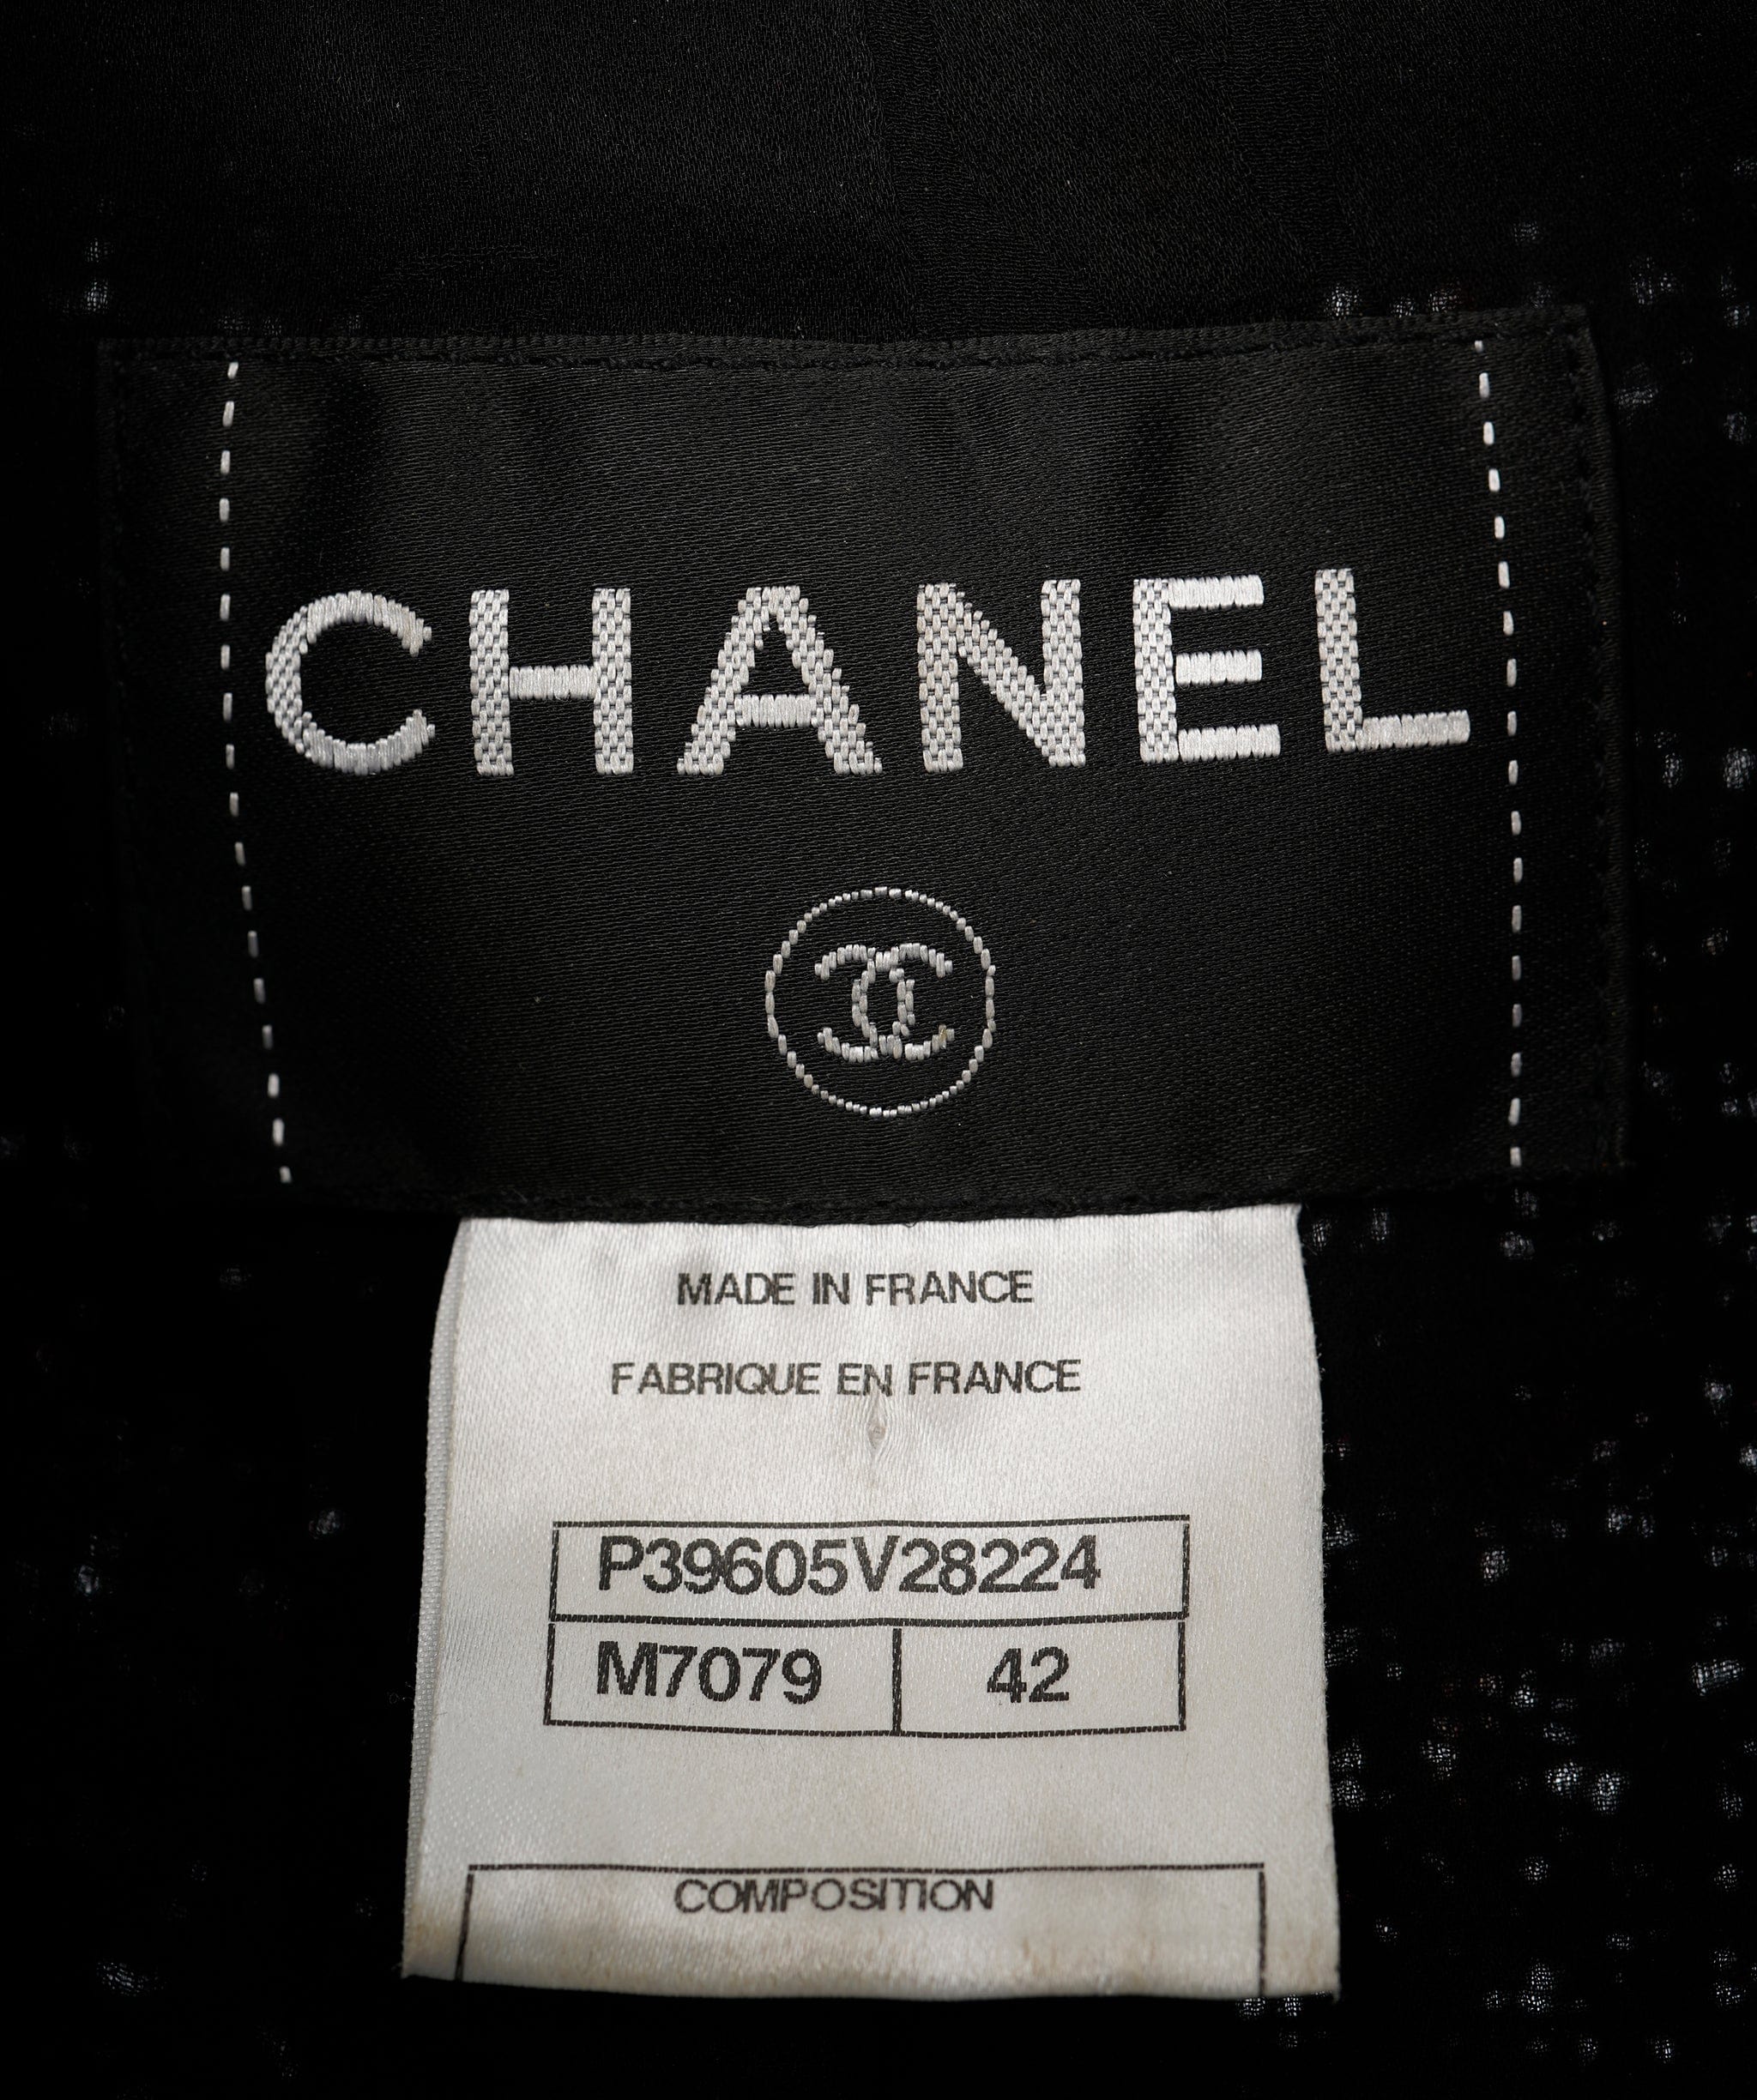 CHANEL
MADE IN FRANCE
FABRIQUE EN FRANCE
P39605V28224
M7079 42
COMPOSITION